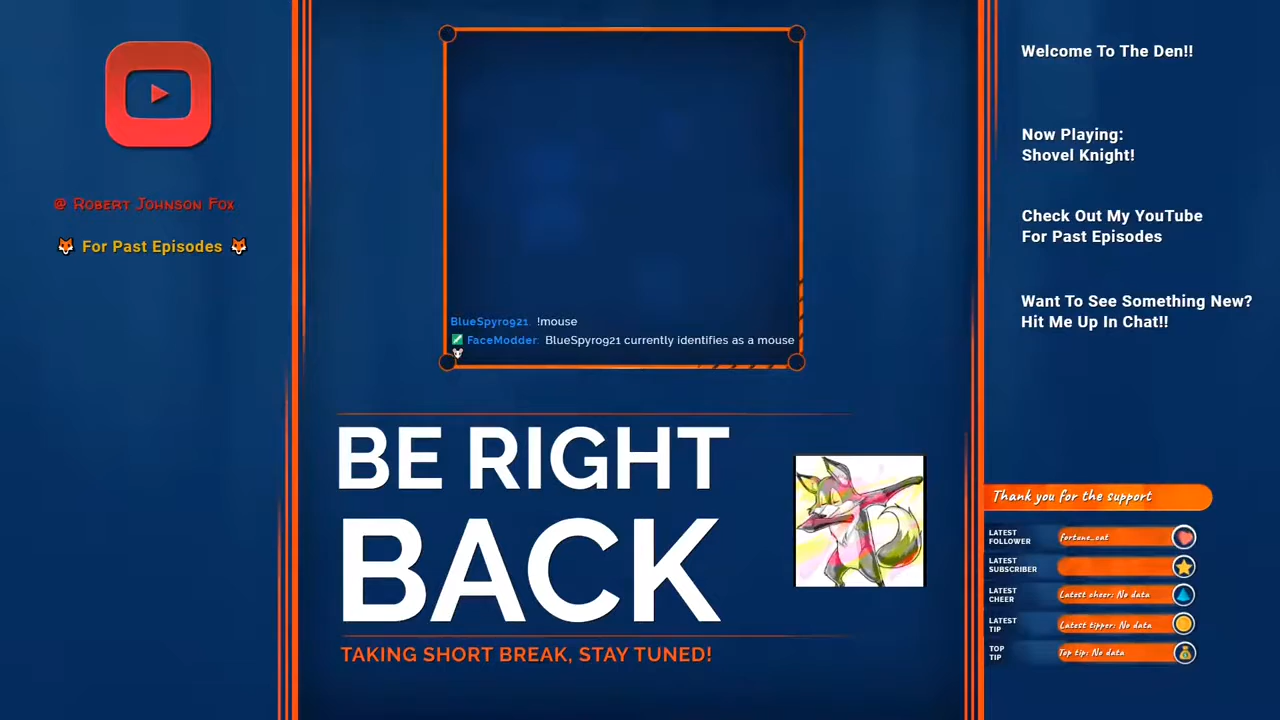 @ Robert Johnson Fox
🦊 For Past Episodes 🦊
BlueSpyro921: !mouse
FaceModder: BlueSpyro921 currently identifies as a mouse
🐭
BE RIGHT
BACK
TAKING SHORT BREAK, STAY TUNED!
Welcome To The Den!!
Now Playing:
Shovel Knight!
Check Out My YouTube
For Past Episodes
Want To See Something New?
Hit Me Up In Chat!!
Thank you for the support
LATEST
FOLLOWER
fortune_cat
LATEST
SUBSCRIBER
LATEST
CHEER
Latest cheer: No data
LATEST
TIP
Latest tipper: No data
TOP
TIP
Top tip: No data